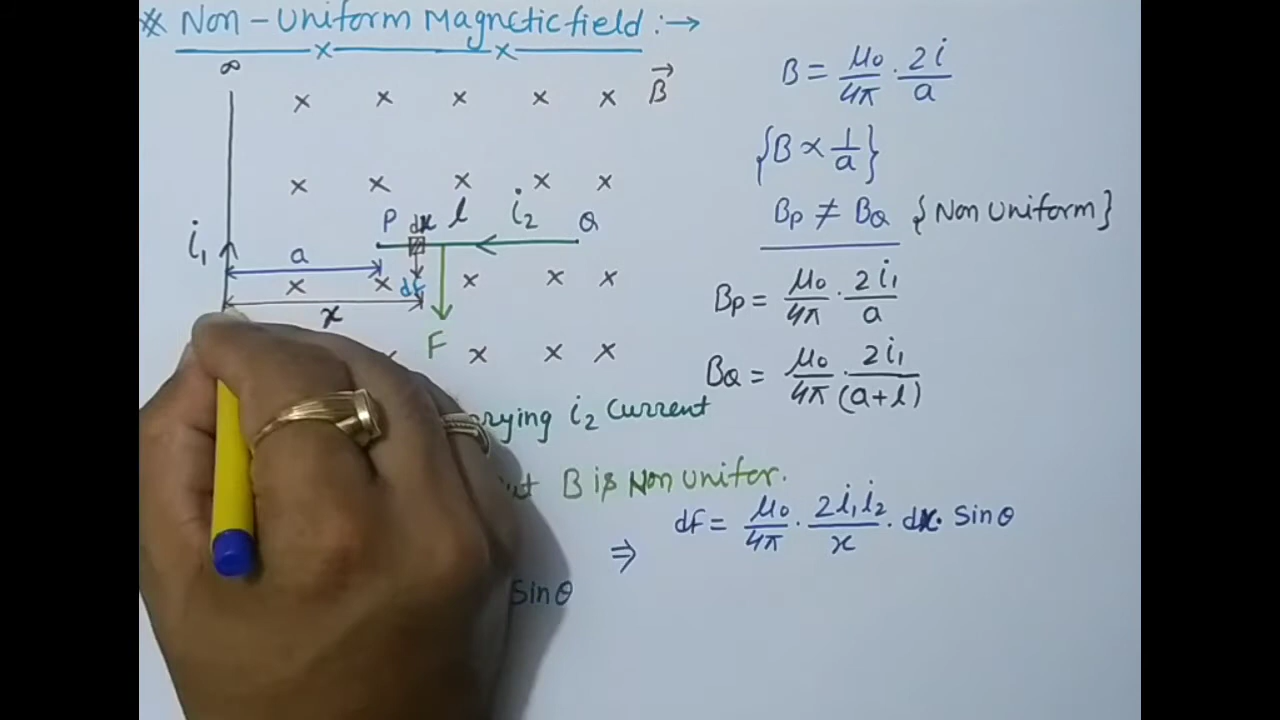 * Non-Uniform Magnetic field :→
∞
× × × × × B⃗
× × × × ×
P dx l i₂ Q
i₁
a
× × dF × × ×
x
F × × ×
B = μ₀/4π · 2i/a
{B ∝ 1/a}
Bp ≠ BQ {Non Uniform}
Bp = μ₀/4π · 2i₁/a
BQ = μ₀/4π · 2i₁/(a+l)
i₂ Current
B is Non Unifor.
⇒ dF = μ₀/4π · 2i₁i₂/x · dx · Sinθ
Sinθ